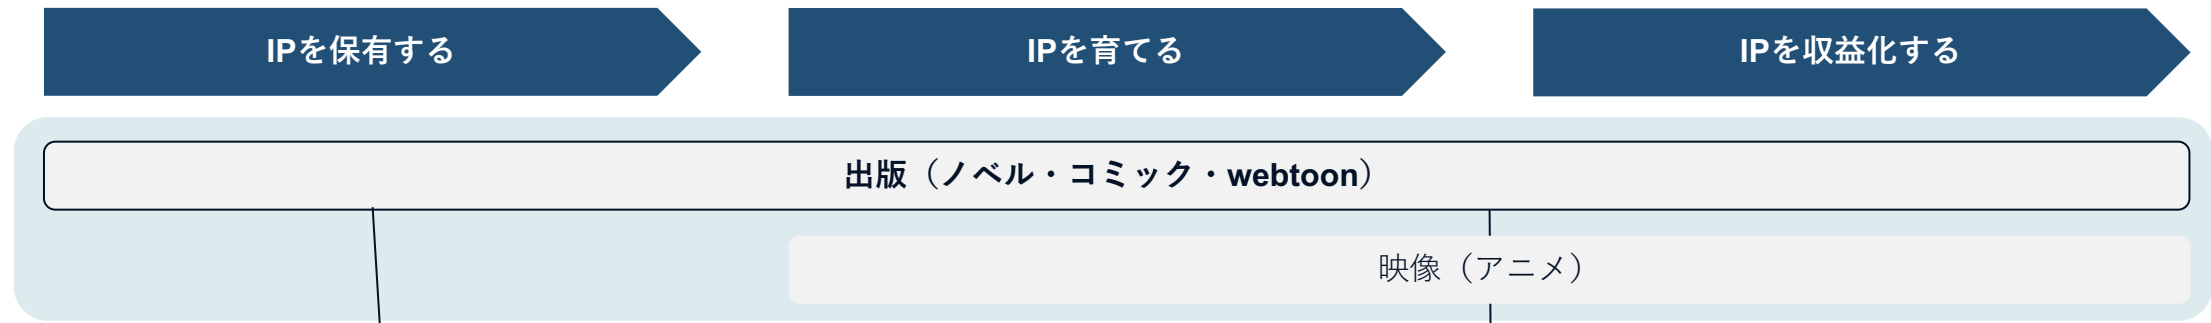 IPを保有する
IPを育てる
IPを収益化する
出版（ノベル・コミック・webtoon）
映像（アニメ）